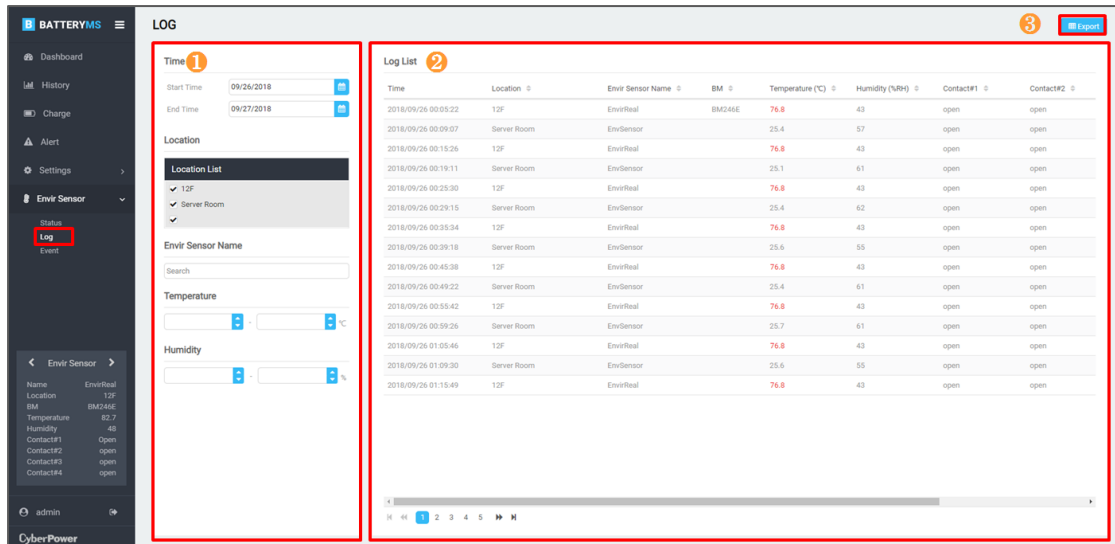 B BATTERYMS
LOG
3
Export
Dashboard
History
Charge
Alert
Settings
Envir Sensor
Status
Log
Event
Envir Sensor
Name EnvirReal
Location 12F
BM BM246E
Temperature 82.7
Humidity 48
Contact#1 Open
Contact#2 open
Contact#3 open
Contact#4 open
admin
CyberPower
Time 1
Start Time 09/26/2018
End Time 09/27/2018
Location
Location List
12F
Server Room
Envir Sensor Name
Search
Temperature
- ℃
Humidity
- %
Log List 2
Time Location Envir Sensor Name BM Temperature (℃) Humidity (%RH) Contact#1 Contact#2
2018/09/26 00:05:22 12F EnvirReal BM246E 76.8 43 open open
2018/09/26 00:09:07 Server Room EnvSensor 25.4 57 open open
2018/09/26 00:15:26 12F EnvirReal 76.8 43 open open
2018/09/26 00:19:11 Server Room EnvSensor 25.1 61 open open
2018/09/26 00:25:30 12F EnvirReal 76.8 43 open open
2018/09/26 00:29:15 Server Room EnvSensor 25.4 62 open open
2018/09/26 00:35:34 12F EnvirReal 76.8 43 open open
2018/09/26 00:39:18 Server Room EnvSensor 25.6 55 open open
2018/09/26 00:45:38 12F EnvirReal 76.8 43 open open
2018/09/26 00:49:22 Server Room EnvSensor 25.4 61 open open
2018/09/26 00:55:42 12F EnvirReal 76.8 43 open open
2018/09/26 00:59:26 Server Room EnvSensor 25.7 61 open open
2018/09/26 01:05:46 12F EnvirReal 76.8 43 open open
2018/09/26 01:09:30 Server Room EnvSensor 25.6 55 open open
2018/09/26 01:15:49 12F EnvirReal 76.8 43 open open
1 2 3 4 5